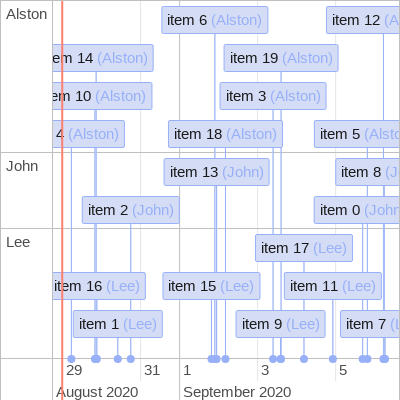 Alston
item 6 (Alston)
item 12 (A
em 14 (Alston)
item 19 (Alston)
em 10 (Alston)
item 3 (Alston)
4 (Alston)
item 18 (Alston)
item 5 (Alsto
John
item 13 (John)
item 8 (J
item 2 (John)
item 0 (John
Lee
item 17 (Lee)
item 16 (Lee)
item 15 (Lee)
item 11 (Lee)
item 1 (Lee)
item 9 (Lee)
item 7 (L
29 31 1 3 5
August 2020 September 2020